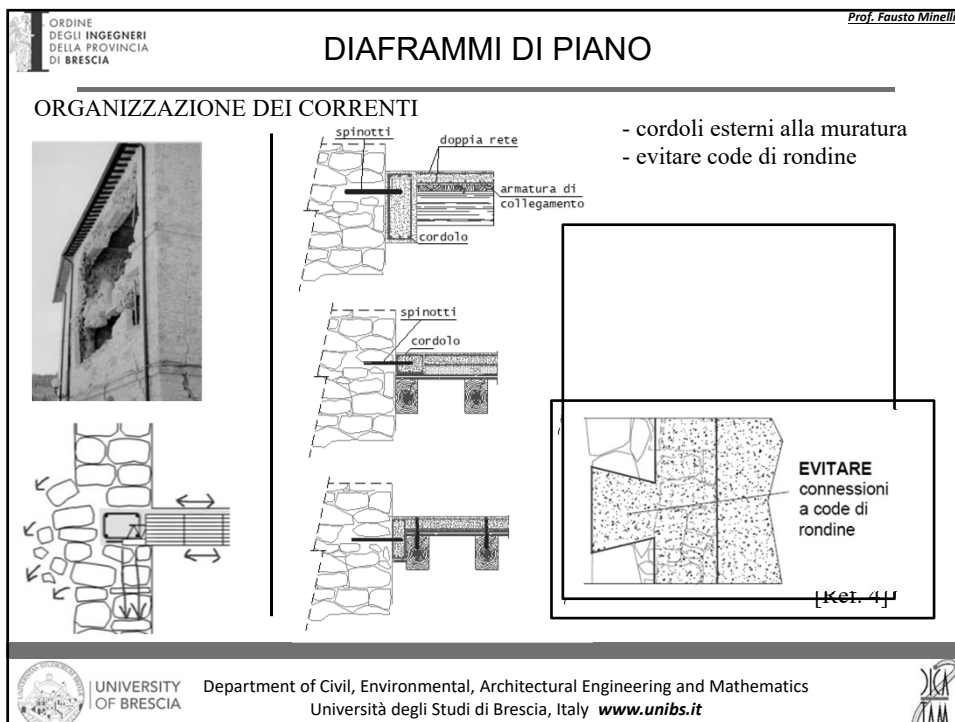 ORDINE
DEGLI INGEGNERI
DELLA PROVINCIA
DI BRESCIA
Prof. Fausto Minelli
DIAFRAMMI DI PIANO
ORGANIZZAZIONE DEI CORRENTI
- cordoli esterni alla muratura
- evitare code di rondine
spinotti
doppia rete
armatura di
collegamento
cordolo
spinotti
cordolo
EVITARE
connessioni
a code di
rondine
[Ref. 4]
UNIVERSITY
OF BRESCIA
Department of Civil, Environmental, Architectural Engineering and Mathematics
Università degli Studi di Brescia, Italy www.unibs.it